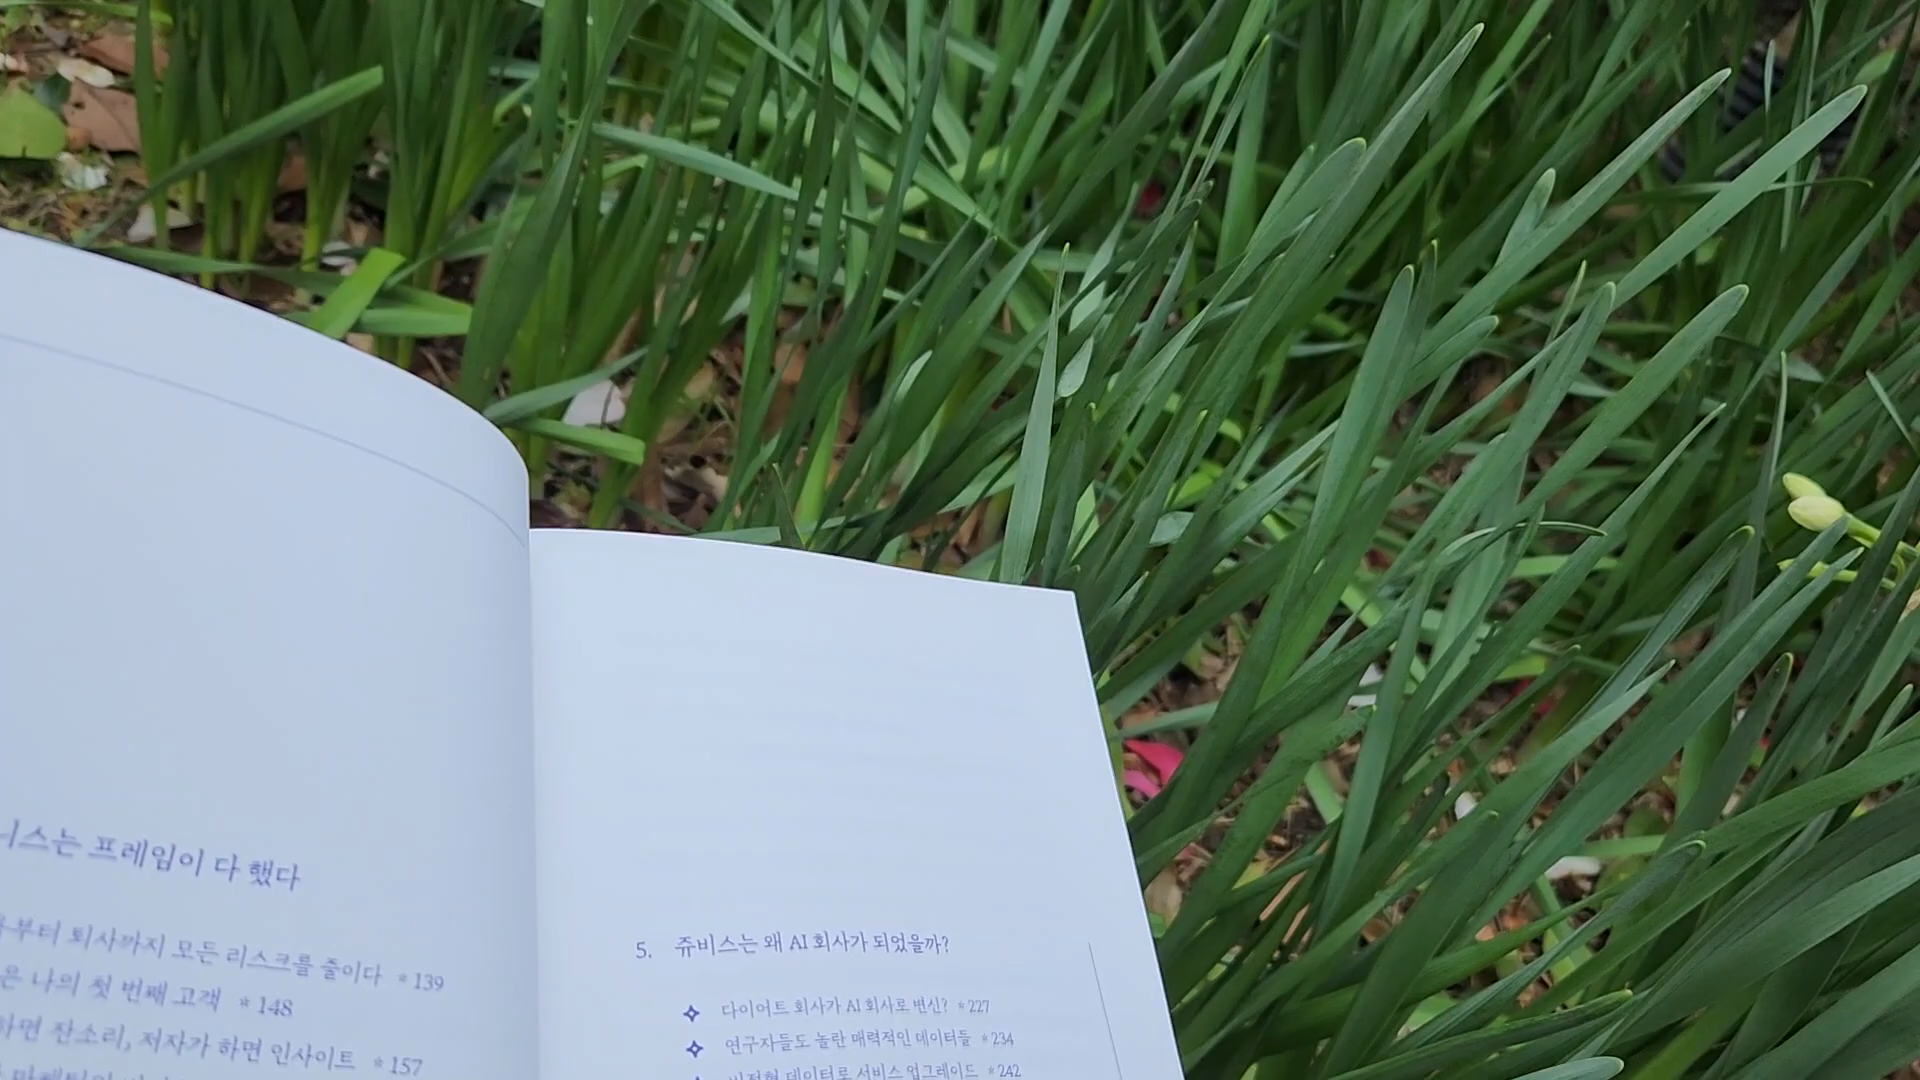 니스는 프레임이 다 했다
부터 퇴사까지 모든 리스크를 줄이다 *139
은 나의 첫 번째 고객 *148
하면 잔소리, 저자가 하면 인사이트 *157
5. 쥬비스는 왜 AI 회사가 되었을까?
다이어트 회사가 AI 회사로 변신? *227
연구자들도 놀란 매력적인 데이터들 *234
비정형 데이터로 서비스 업그레이드 *242